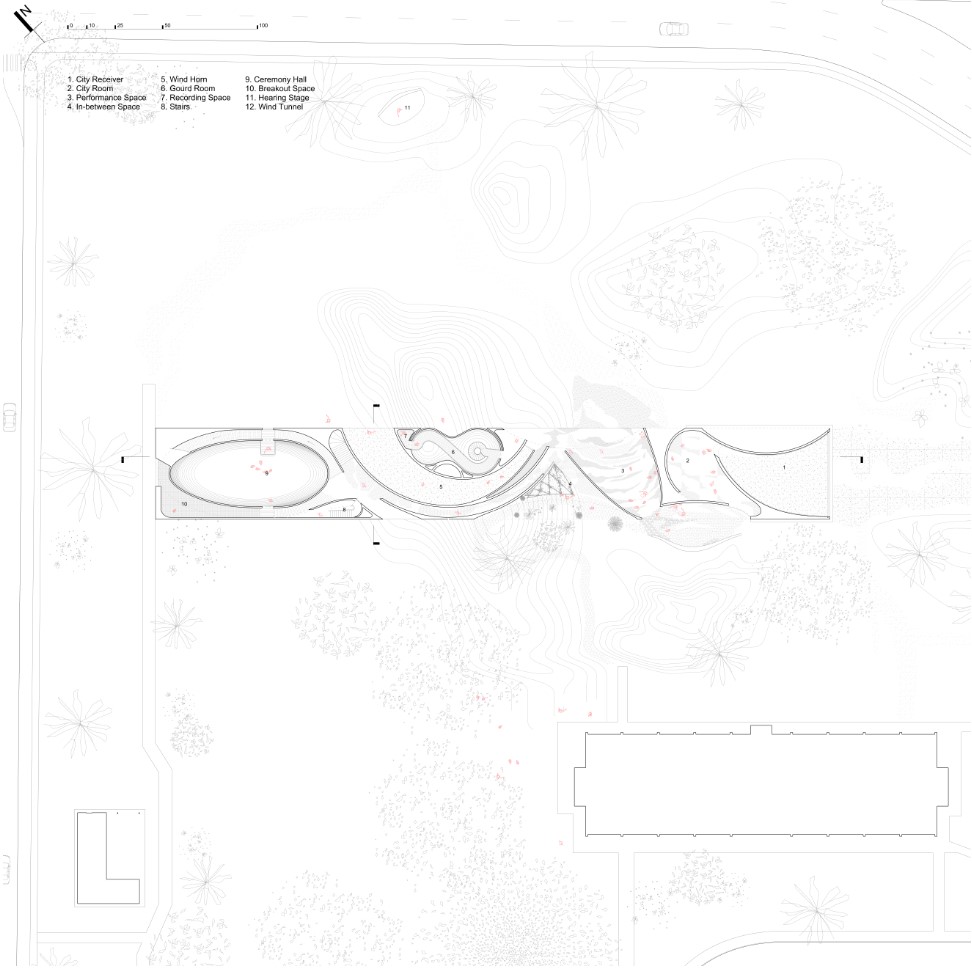 N
0 10 25 50 100
1. City Receiver 5. Wind Horn 9. Ceremony Hall
2. City Room 6. Gourd Room 10. Breakout Space
3. Performance Space 7. Recording Space 11. Hearing Stage
4. In-between Space 8. Stairs 12. Wind Tunnel
11
7
6
9
3
2
1
5
4
10
8